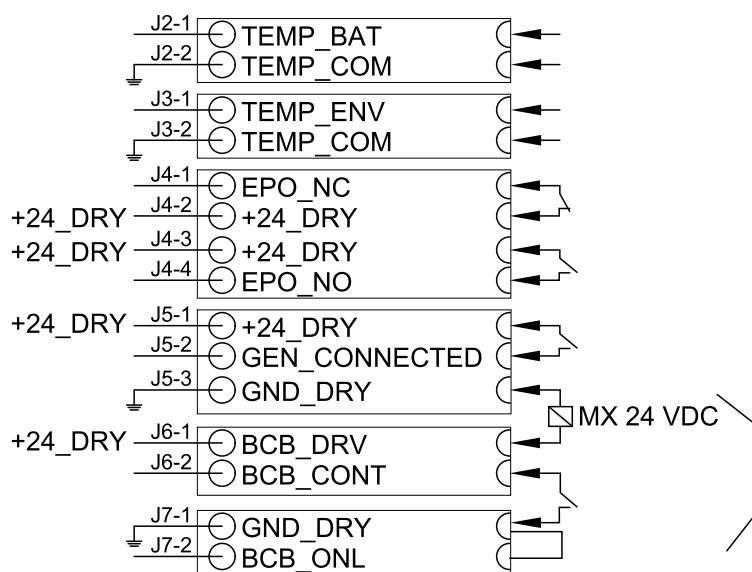 J2-1 TEMP_BAT
J2-2 TEMP_COM
J3-1 TEMP_ENV
J3-2 TEMP_COM
J4-1 EPO_NC
+24_DRY J4-2 +24_DRY
+24_DRY J4-3 +24_DRY
J4-4 EPO_NO
+24_DRY J5-1 +24_DRY
J5-2 GEN_CONNECTED
J5-3 GND_DRY
MX 24 VDC
+24_DRY J6-1 BCB_DRV
J6-2 BCB_CONT
J7-1 GND_DRY
J7-2 BCB_ONL